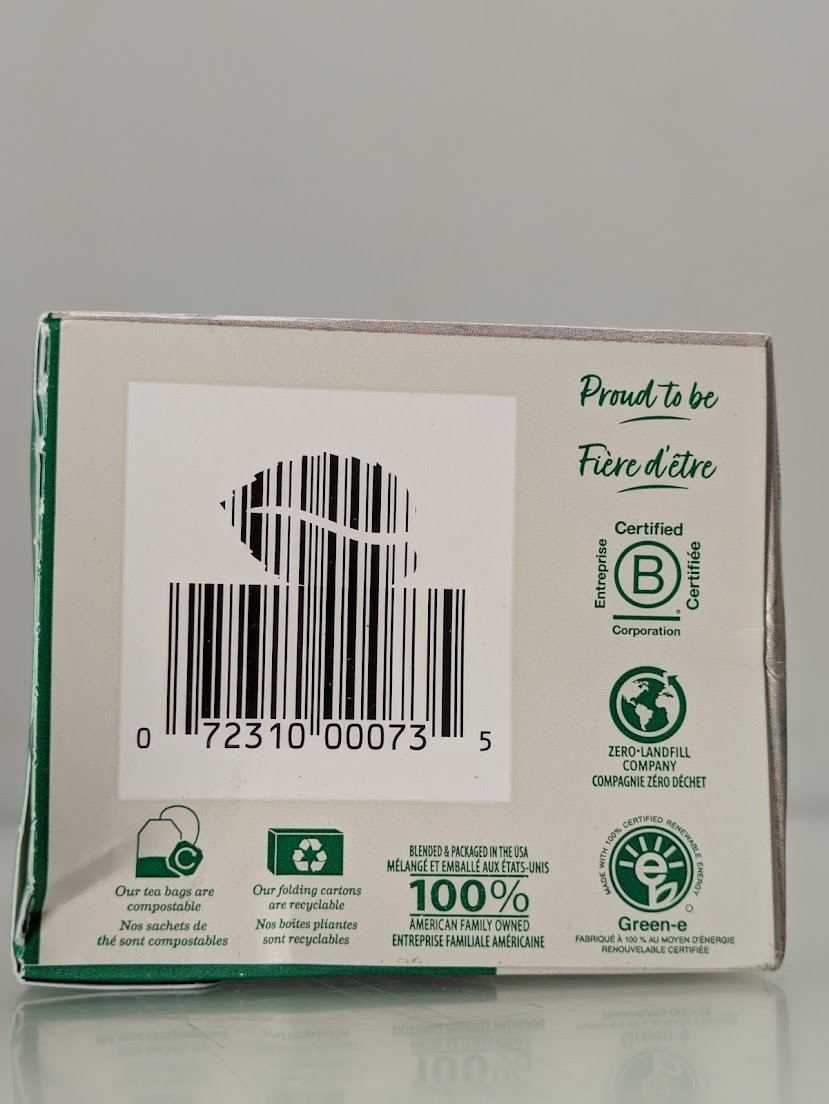 Proud to be
Fière d'être
Certified
Entreprise
B
Certifiée
Corporation
0 72310 00073 5
ZERO•LANDFILL
COMPANY
COMPAGNIE ZÉRO DÉCHET
C
Our tea bags are
compostable
Nos sachets de
thé sont compostables
Our folding cartons
are recyclable
Nos boîtes pliantes
sont recyclables
BLENDED & PACKAGED IN THE USA
MÉLANGÉ ET EMBALLÉ AUX ÉTATS-UNIS
100%
AMERICAN FAMILY OWNED
ENTREPRISE FAMILIALE AMÉRICAINE
MADE WITH 100% CERTIFIED RENEWABLE ENERGY
e
Green-e
FABRIQUÉ À 100 % AU MOYEN D'ÉNERGIE
RENOUVELABLE CERTIFIÉE